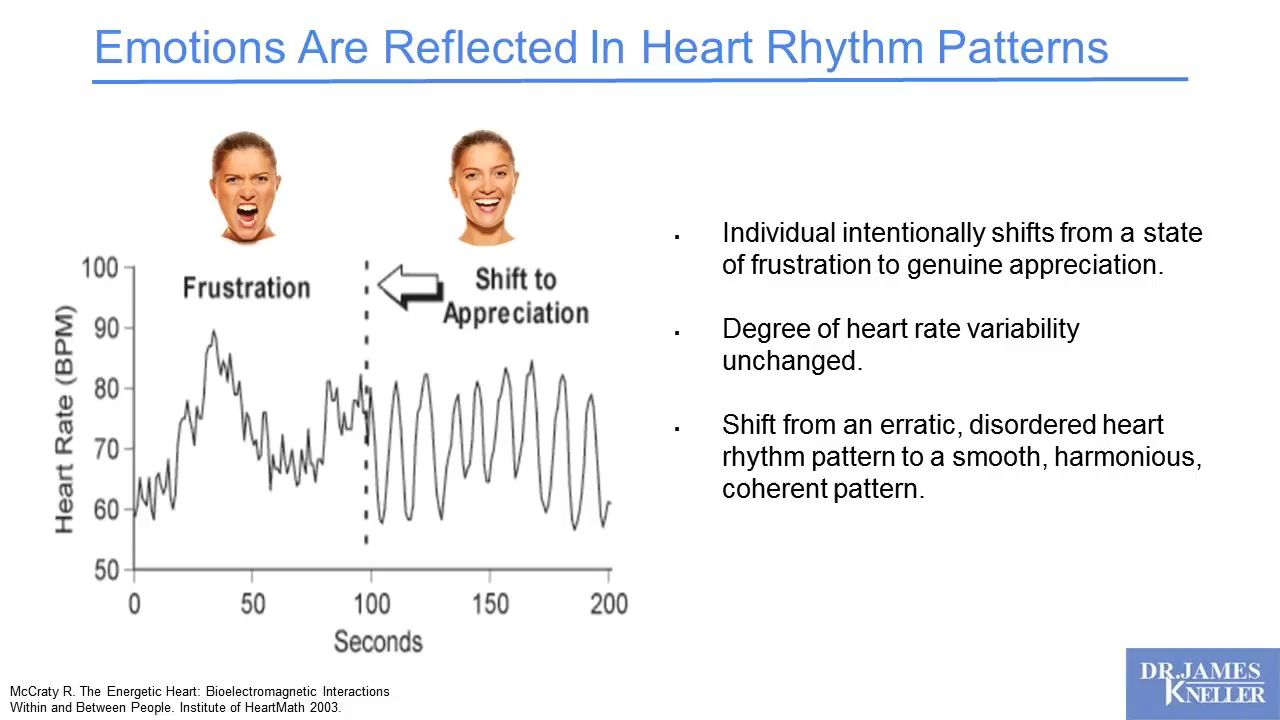 Emotions Are Reflected In Heart Rhythm Patterns
Frustration
Shift to
Appreciation
Heart Rate (BPM)
100
90
80
70
60
50
0
50
100
150
200
Seconds
▪ Individual intentionally shifts from a state
of frustration to genuine appreciation.
▪ Degree of heart rate variability
unchanged.
▪ Shift from an erratic, disordered heart
rhythm pattern to a smooth, harmonious,
coherent pattern.
McCraty R. The Energetic Heart: Bioelectromagnetic Interactions
Within and Between People. Institute of HeartMath 2003.
DR.JAMES
KNELLER